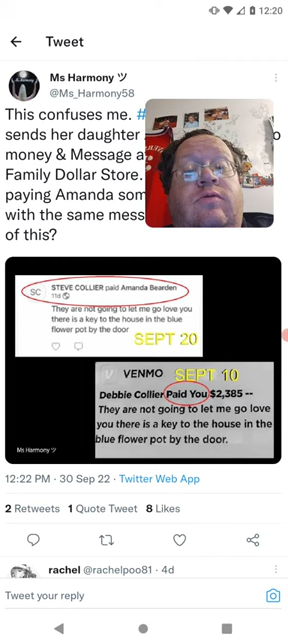 12:20
Tweet
Ms Harmony ツ
@Ms_Harmony58
This confuses me. #
sends her daughter
money & Message a
Family Dollar Store.
paying Amanda som
with the same mess
of this?
SC
STEVE COLLIER paid Amanda Bearden
11d
They are not going to let me go love you
there is a key to the house in the blue
flower pot by the door
SEPT 20
V VENMO SEPT 10
Debbie Collier Paid You $2,385 --
They are not going to let me go love
you there is a key to the house in the
blue flower pot by the door.
Ms Harmony ツ
12:22 PM · 30 Sep 22 · Twitter Web App
2 Retweets 1 Quote Tweet 8 Likes
rachel @rachelpoo81 · 4d
Tweet your reply